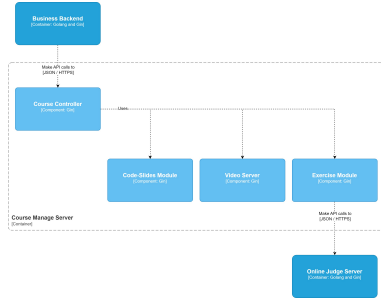 Business Backend
[Container: Golang and Gin]
Make API calls to
[JSON / HTTPS]
Course Controller
[Component: Gin]
Uses
Code-Slides Module
[Component: Gin]
Video Server
[Component: Gin]
Exercise Module
[Component: Gin]
Make API calls to
[JSON / HTTPS]
Course Manage Server
[Container]
Online Judge Server
[Container: Golang and Gin]